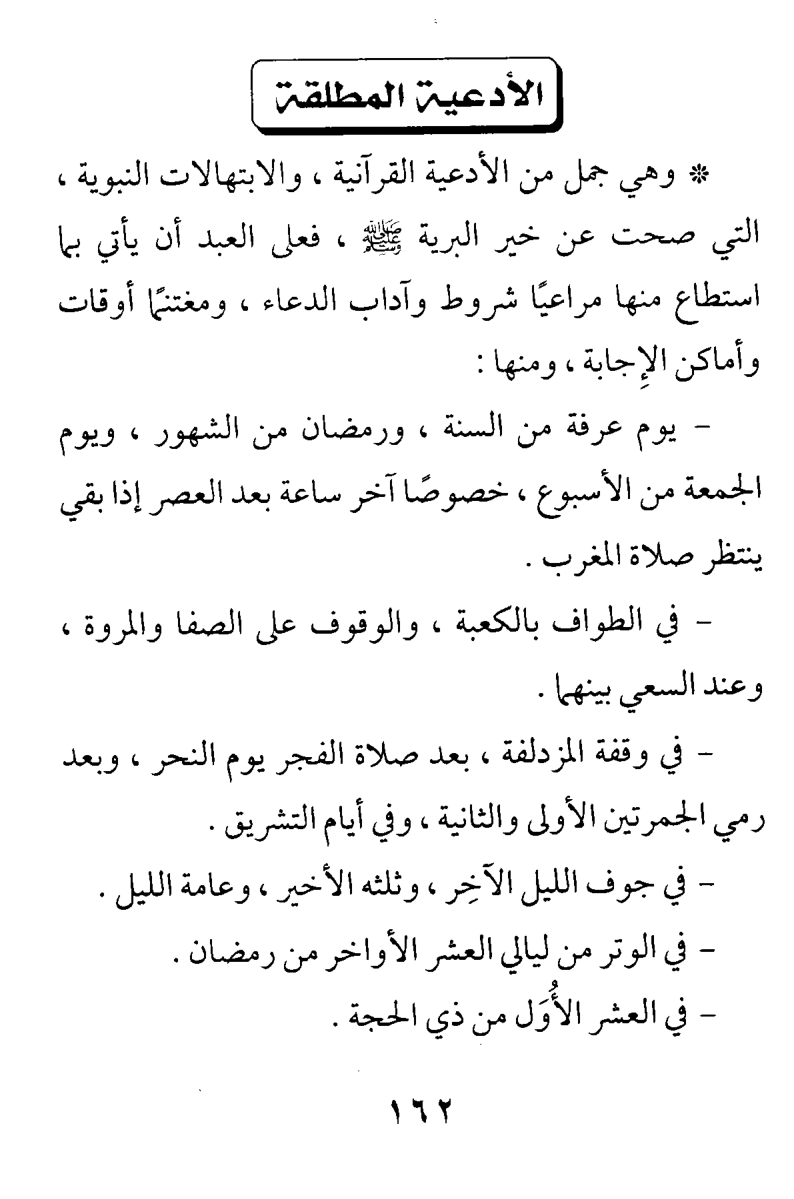 الأدعية المطلقة
* وهي جمل من الأدعية القرآنية ، والابتهالات النبوية ،
التي صحت عن خير البرية ﷺ ، فعلى العبد أن يأتي بما
استطاع منها مراعيًا شروط وآداب الدعاء ، ومغتنمًا أوقات
وأماكن الإِجابة ، ومنها :
– يوم عرفة من السنة ، ورمضان من الشهور ، ويوم
الجمعة من الأسبوع ، خصوصًا آخر ساعة بعد العصر إذا بقي
ينتظر صلاة المغرب .
– في الطواف بالكعبة ، والوقوف على الصفا والمروة ،
وعند السعي بينهما .
– في وقفة المزدلفة ، بعد صلاة الفجر يوم النحر ، وبعد
رمي الجمرتين الأولى والثانية ، وفي أيام التشريق .
– في جوف الليل الآخِر ، وثلثه الأخير ، وعامة الليل .
– في الوتر من ليالي العشر الأواخر من رمضان .
– في العشر الأُوَل من ذي الحجة .
١٦٢